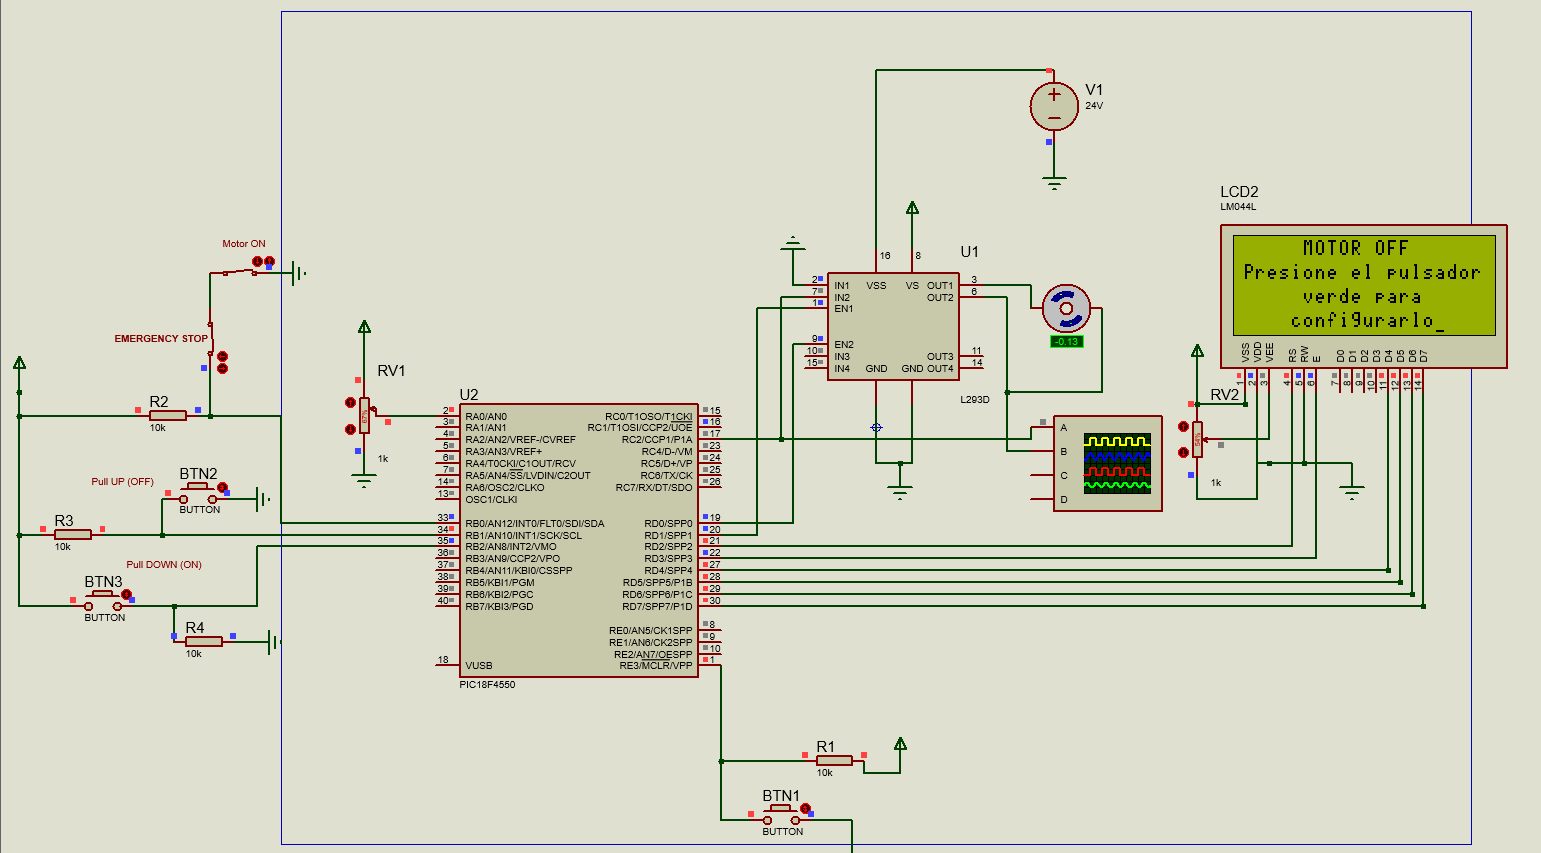 V1
24V
LCD2
LM044L
MOTOR OFF
Presione el pulsador
verde para
configurarlo_
VSS
VDD
VEE
RS
RW
E
D0
D1
D2
D3
D4
D5
D6
D7
1
2
3
4
5
6
7
8
9
10
11
12
13
14
RV2
1k
Motor ON
EMERGENCY STOP
R2
10k
Pull UP (OFF)
BTN2
BUTTON
R3
10k
Pull DOWN (ON)
BTN3
BUTTON
R4
10k
RV1
1k
U1
16
8
2 IN1 VSS VS OUT1 3
7 IN2 OUT2 6
1 EN1
9 EN2
10 IN3 OUT3 11
15 IN4 GND GND OUT4 14
L293D
-0.13
A
B
C
D
U2
2 RA0/AN0 RC0/T1OSO/T1CKI 15
3 RA1/AN1 RC1/T1OSI/CCP2/UOE 16
4 RA2/AN2/VREF-/CVREF RC2/CCP1/P1A 17
5 RA3/AN3/VREF+ RC4/D-/VM 23
6 RA4/T0CKI/C1OUT/RCV RC5/D+/VP 24
7 RA5/AN4/SS/LVDIN/C2OUT RC6/TX/CK 25
14 RA6/OSC2/CLKO RC7/RX/DT/SDO 26
13 OSC1/CLKI
33 RB0/AN12/INT0/FLT0/SDI/SDA RD0/SPP0 19
34 RB1/AN10/INT1/SCK/SCL RD1/SPP1 20
35 RB2/AN8/INT2/VMO RD2/SPP2 21
36 RB3/AN9/CCP2/VPO RD3/SPP3 22
37 RB4/AN11/KBI0/CSSPP RD4/SPP4 27
38 RB5/KBI1/PGM RD5/SPP5/P1B 28
39 RB6/KBI2/PGC RD6/SPP6/P1C 29
40 RB7/KBI3/PGD RD7/SPP7/P1D 30
RE0/AN5/CK1SPP 8
RE1/AN6/CK2SPP 9
RE2/AN7/OESPP 10
18 VUSB RE3/MCLR/VPP 1
PIC18F4550
R1
10k
BTN1
BUTTON